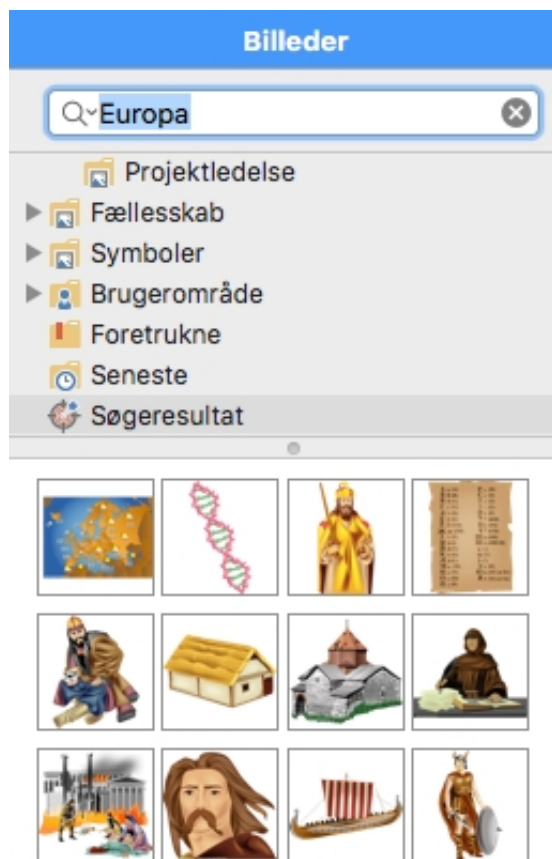 Billeder
Europa
Projektledelse
Fællesskab
Symboler
Brugerområde
Foretrukne
Seneste
Søgeresultat